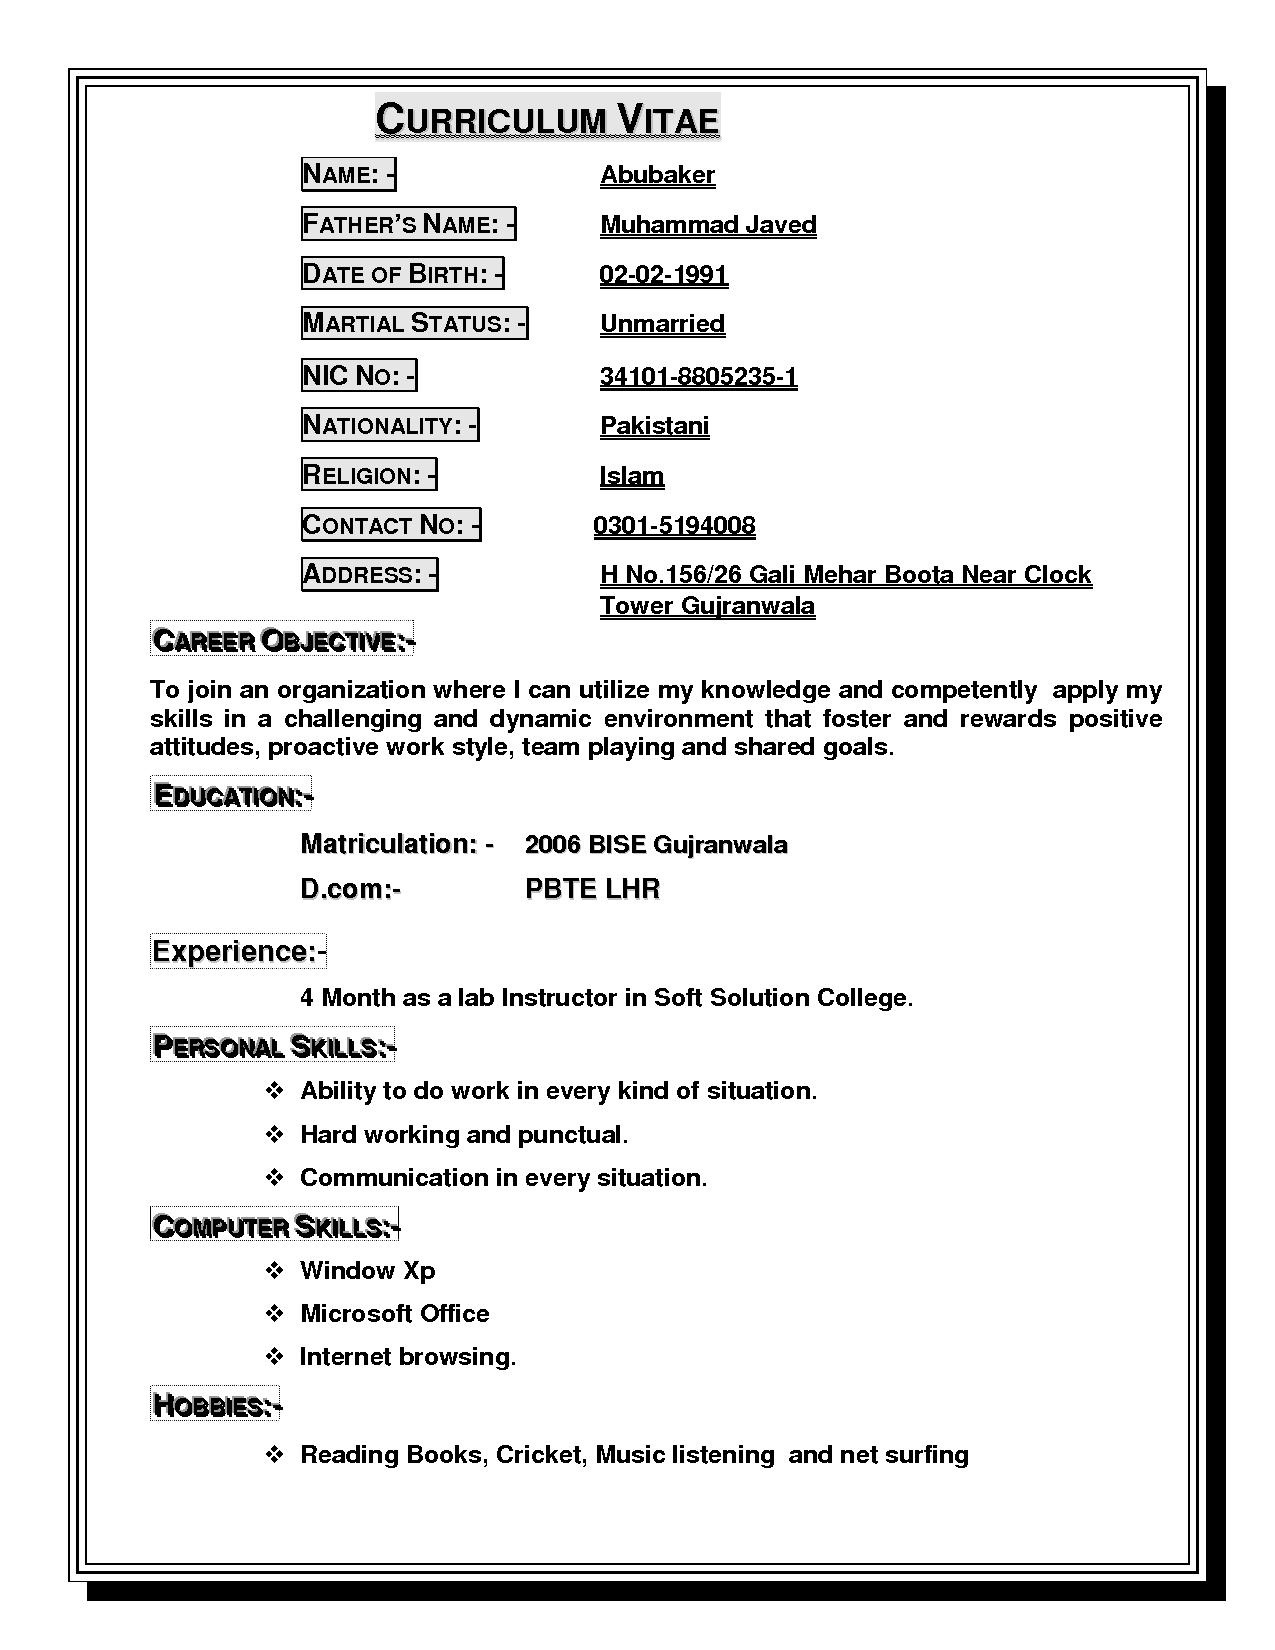 CURRICULUM VITAE
NAME: - Abubaker
FATHER’S NAME: - Muhammad Javed
DATE OF BIRTH: - 02-02-1991
MARTIAL STATUS: - Unmarried
NIC NO: - 34101-8805235-1
NATIONALITY: - Pakistani
RELIGION: - Islam
CONTACT NO: - 0301-5194008
ADDRESS: - H No.156/26 Gali Mehar Boota Near Clock
Tower Gujranwala
CAREER OBJECTIVE:-
To join an organization where I can utilize my knowledge and competently apply my
skills in a challenging and dynamic environment that foster and rewards positive
attitudes, proactive work style, team playing and shared goals.
EDUCATION:-
Matriculation: - 2006 BISE Gujranwala
D.com:- PBTE LHR
Experience:-
4 Month as a lab Instructor in Soft Solution College.
PERSONAL SKILLS:-
❖ Ability to do work in every kind of situation.
❖ Hard working and punctual.
❖ Communication in every situation.
COMPUTER SKILLS:-
❖ Window Xp
❖ Microsoft Office
❖ Internet browsing.
HOBBIES:-
❖ Reading Books, Cricket, Music listening and net surfing